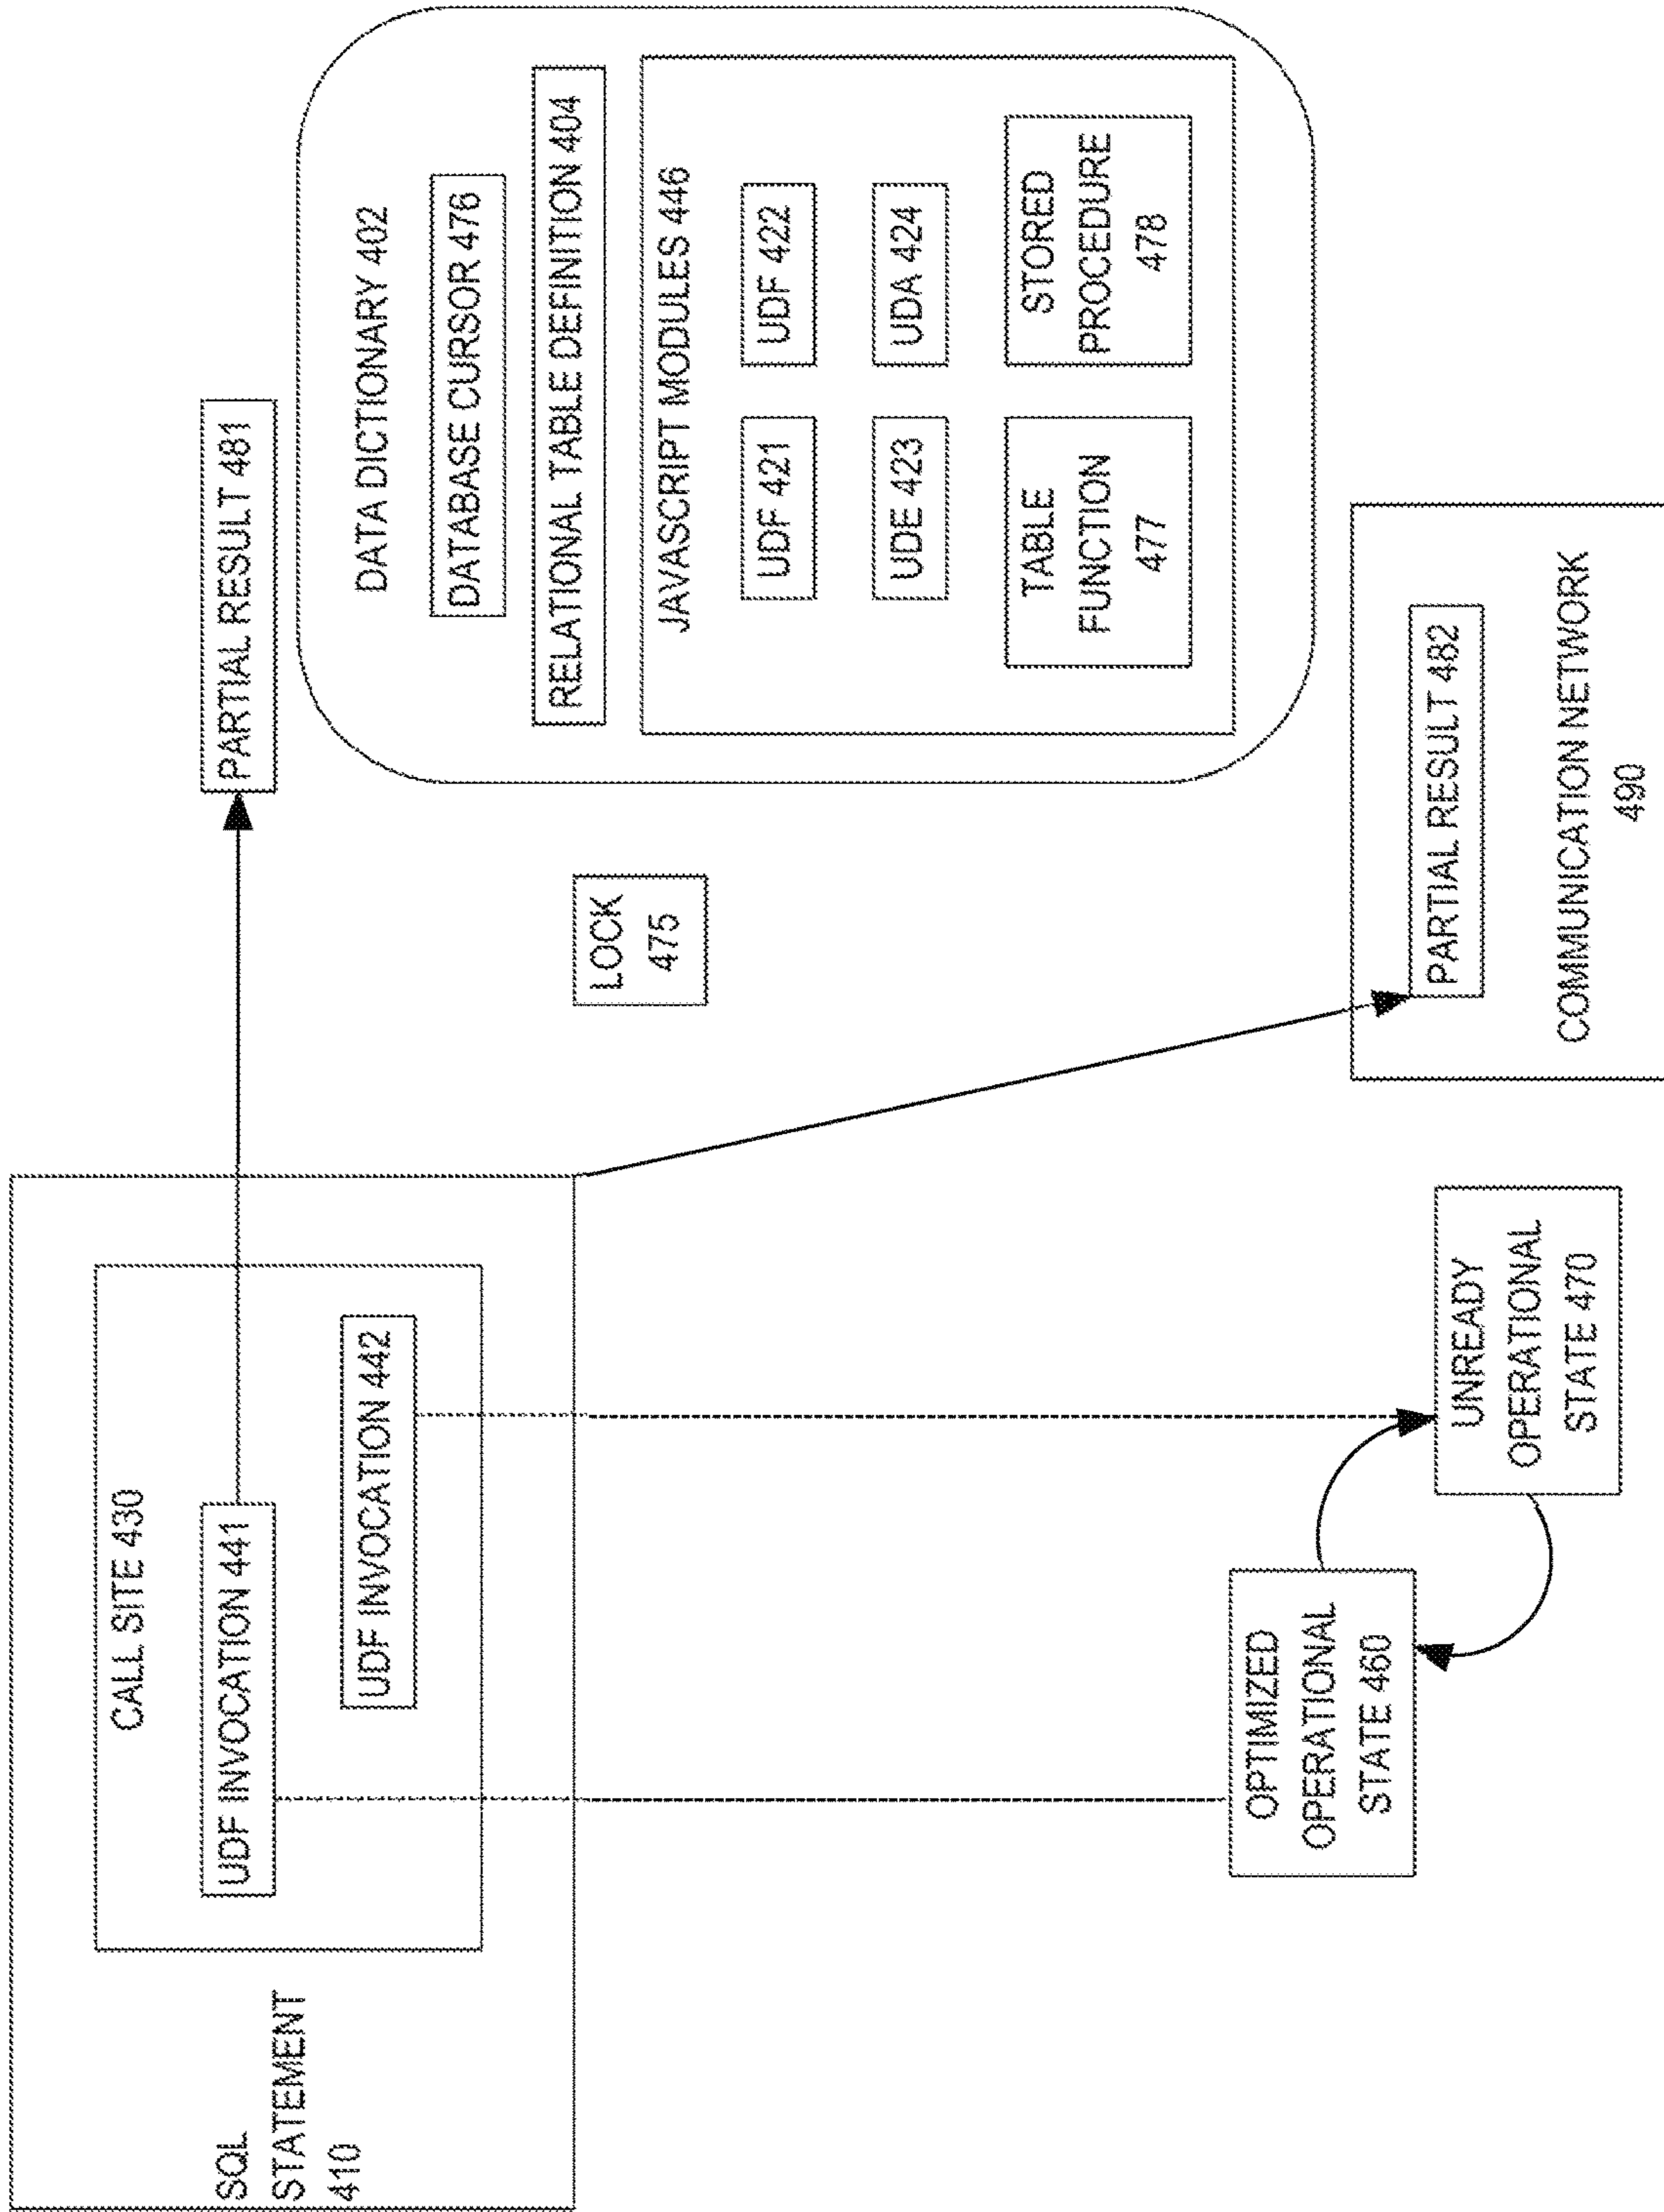 SQL
STATEMENT
410
CALL SITE 430
UDF INVOCATION 441
UDF INVOCATION 442
PARTIAL RESULT 481
OPTIMIZED
OPERATIONAL
STATE 460
UNREADY
OPERATIONAL
STATE 470
LOCK
475
DATA DICTIONARY 402
DATABASE CURSOR 476
RELATIONAL TABLE DEFINITION 404
JAVASCRIPT MODULES 446
UDF 421
UDF 422
UDE 423
UDA 424
TABLE
FUNCTION
477
STORED
PROCEDURE
478
PARTIAL RESULT 482
COMMUNICATION NETWORK
490